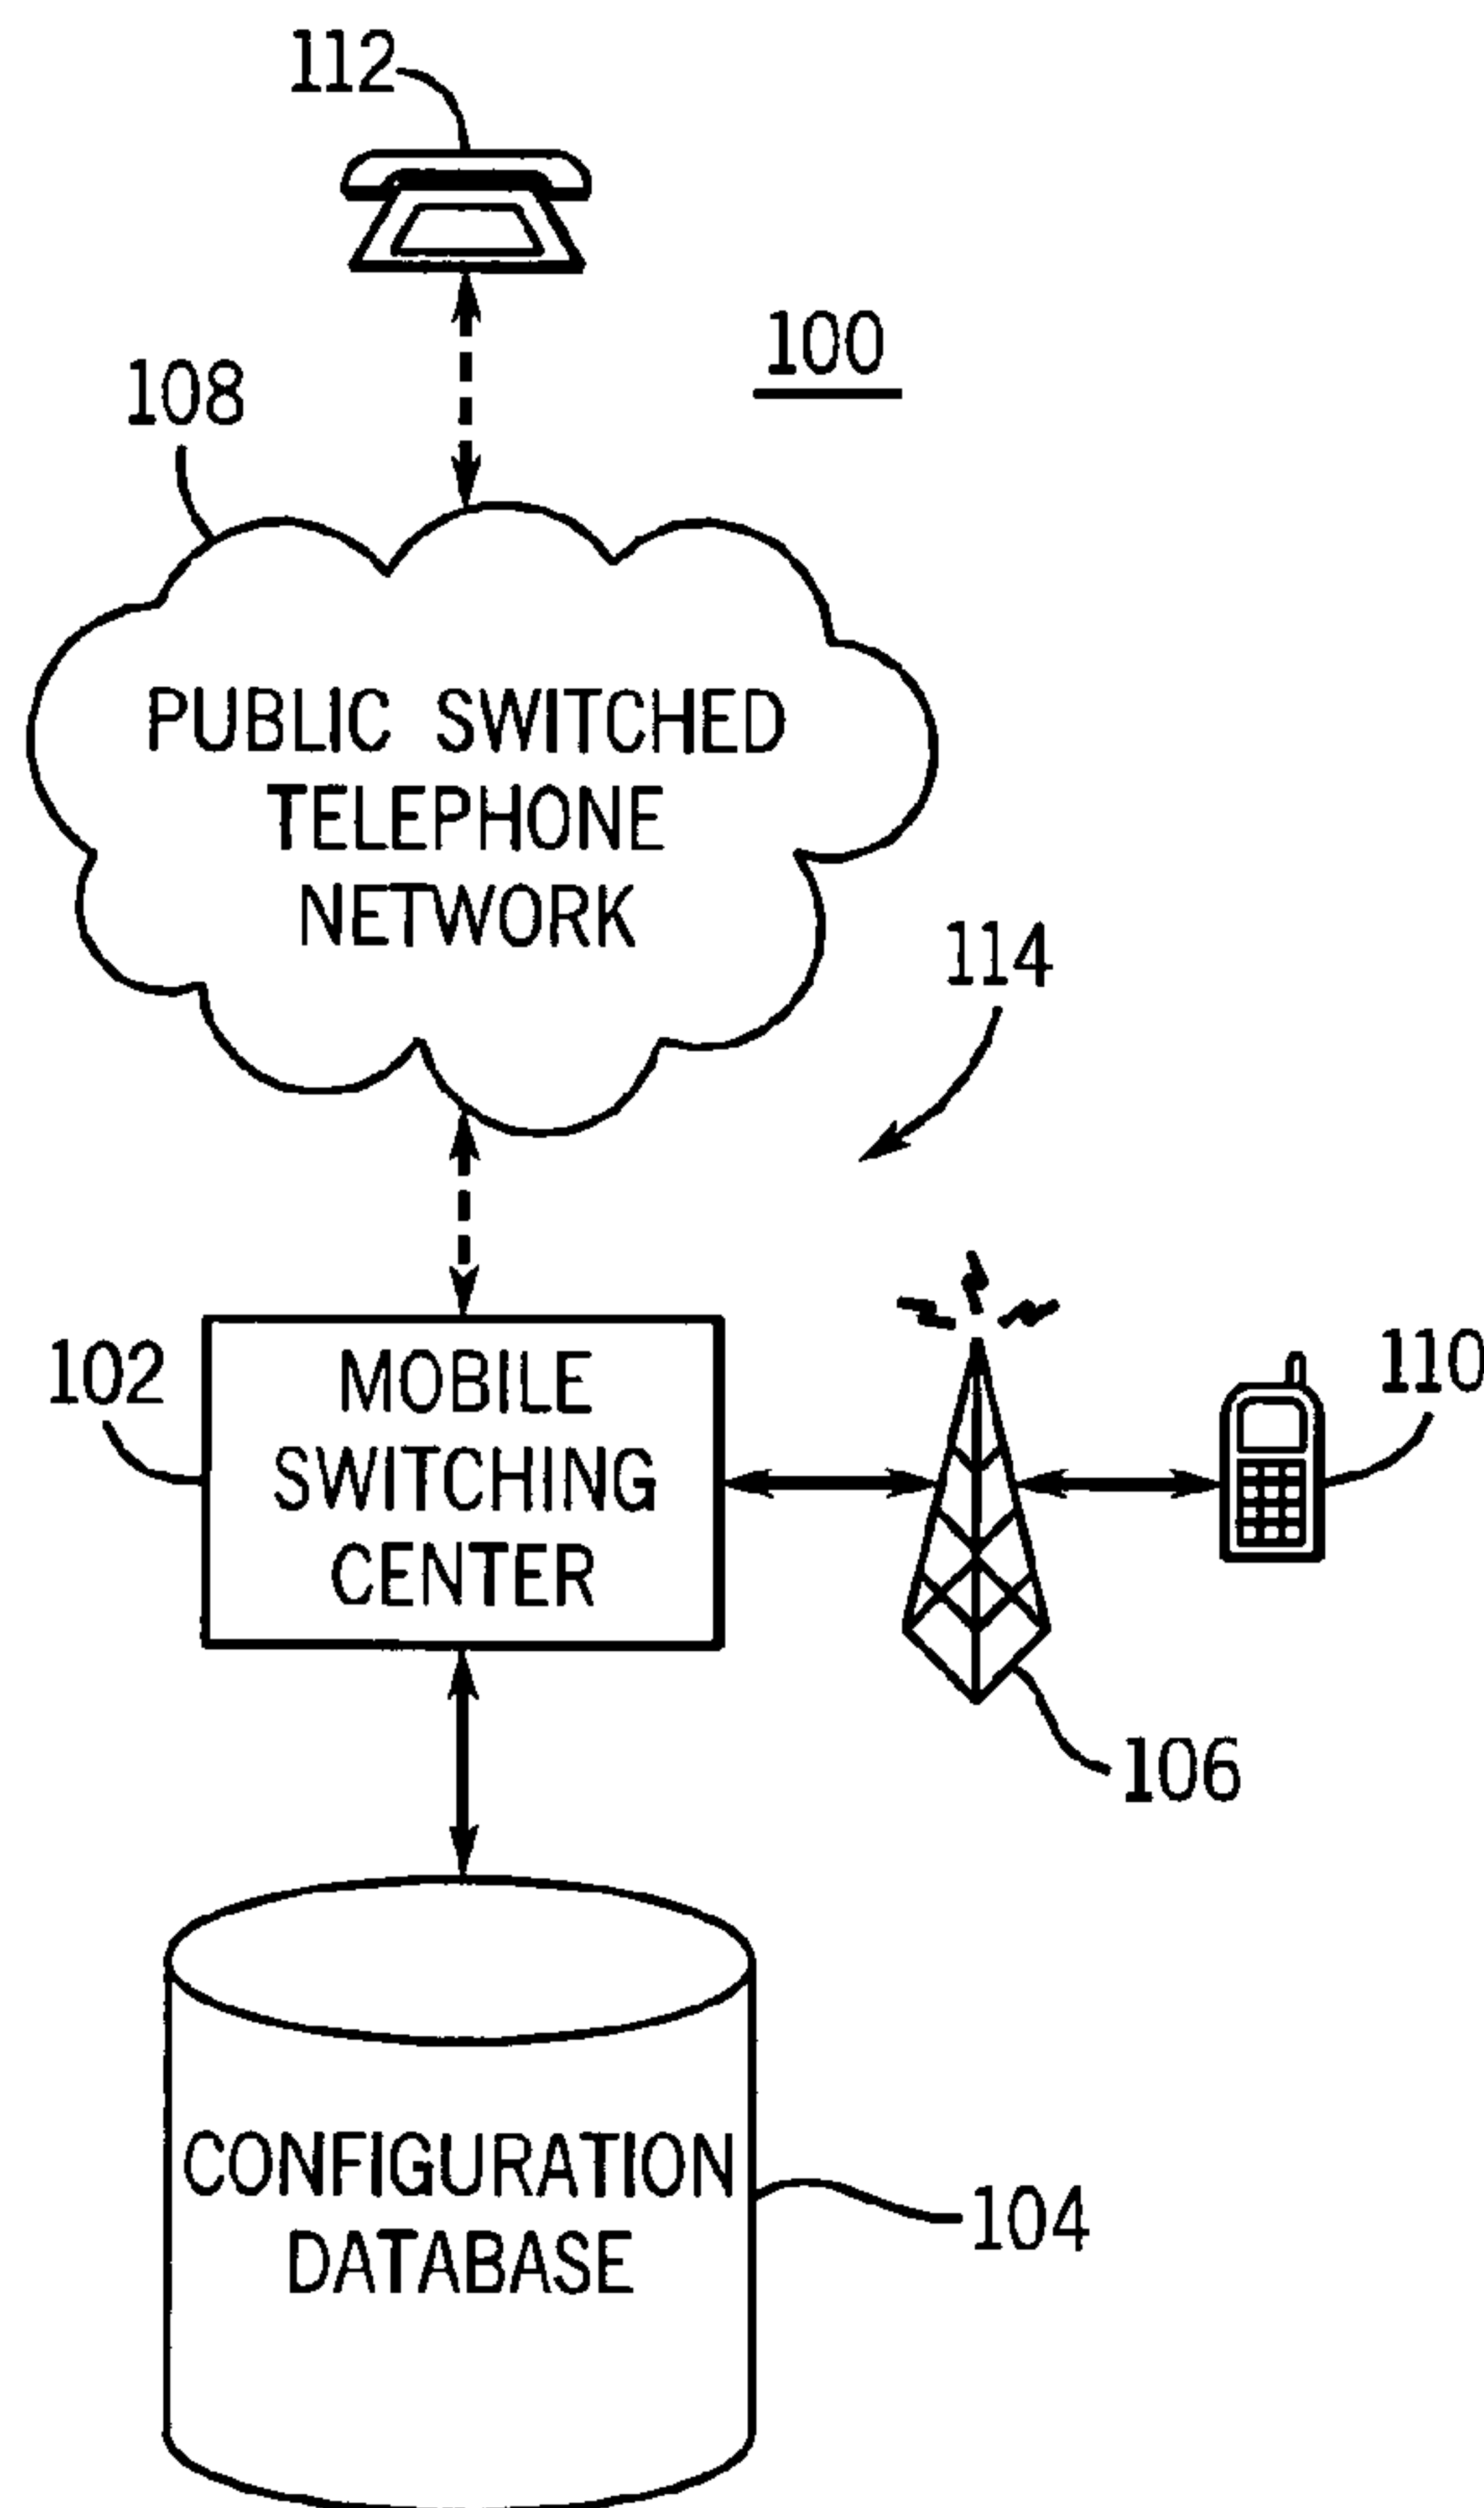 112
100
108
PUBLIC SWITCHED
TELEPHONE
NETWORK
114
102
MOBILE
SWITCHING
CENTER
110
106
CONFIGURATION
DATABASE
104